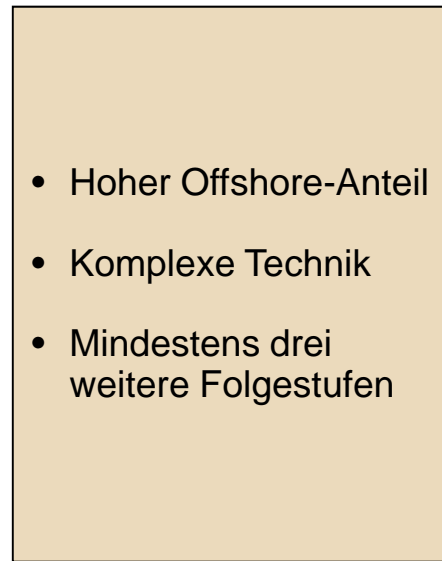 • Hoher Offshore-Anteil
• Komplexe Technik
• Mindestens drei
weitere Folgestufen